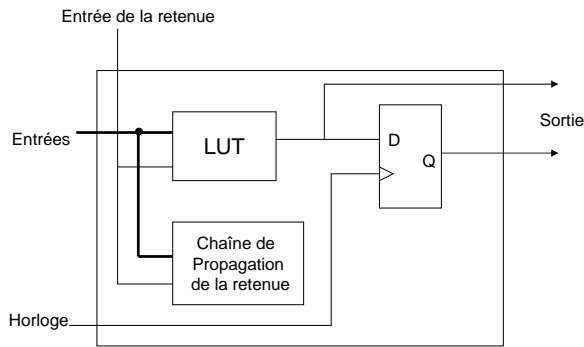 Entrée de la retenue
Entrées
LUT
D
Q
Sortie
Chaîne de
Propagation
de la retenue
Horloge